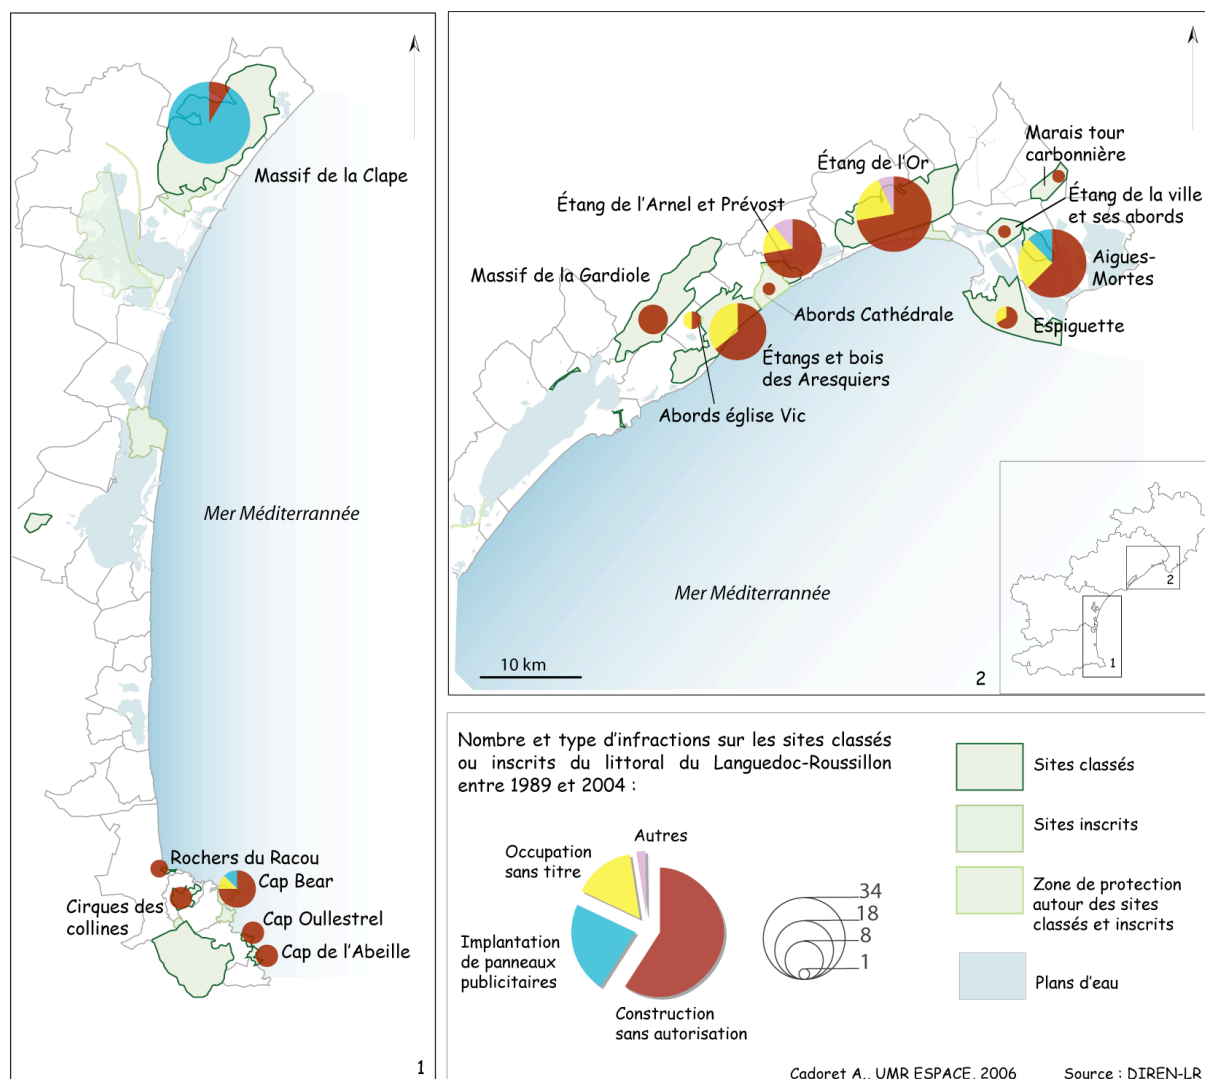 Massif de la Clape
Mer Méditerrannée
Rochers du Racou
Cap Bear
Cirques des
collines
Cap Oullestrel
Cap de l'Abeille
1
Marais tour
carbonnière
Étang de l'Or
Étang de la ville
et ses abords
Étang de l'Arnel et Prévost
Aigues-
Mortes
Massif de la Gardiole
Abords Cathédrale
Espiguette
Étangs et bois
des Aresquiers
Abords église Vic
Mer Méditerrannée
10 km
2
2
1
Nombre et type d'infractions sur les sites classés
ou inscrits du littoral du Languedoc-Roussillon
entre 1989 et 2004 :
Autres
Occupation
sans titre
Implantation
de panneaux
publicitaires
Construction
sans autorisation
34
18
8
1
Sites classés
Sites inscrits
Zone de protection
autour des sites
classés et inscrits
Plans d'eau
Cadoret A., UMR ESPACE, 2006 Source : DIREN-LR